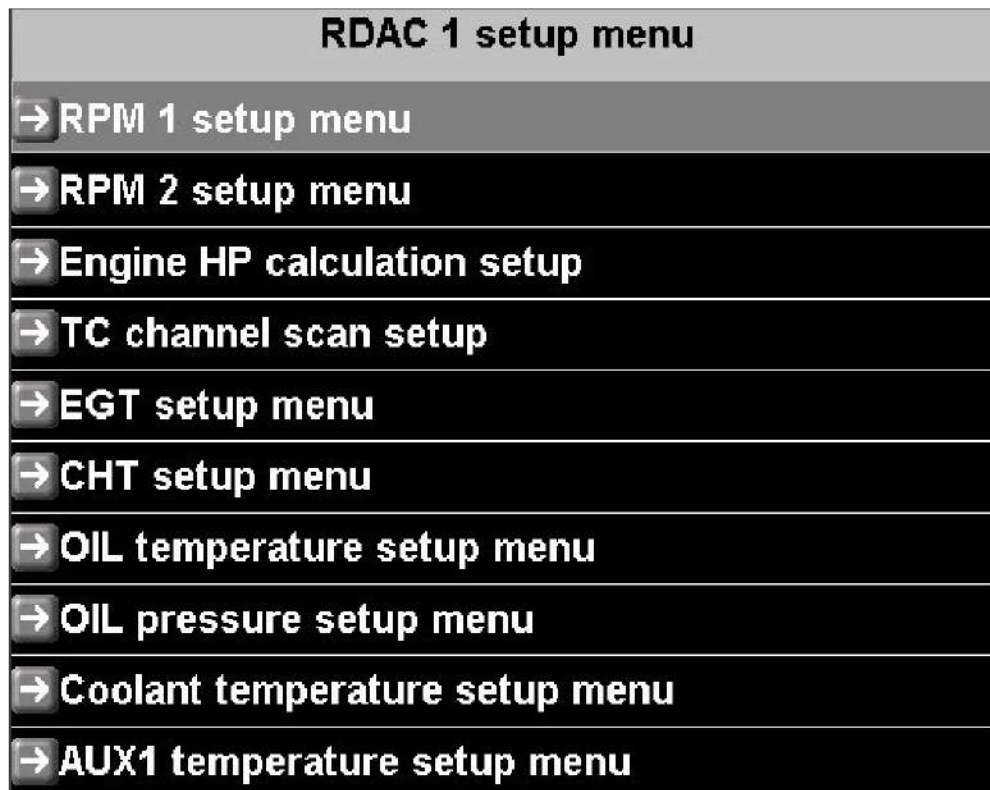 RDAC 1 setup menu
RPM 1 setup menu
RPM 2 setup menu
Engine HP calculation setup
TC channel scan setup
EGT setup menu
CHT setup menu
OIL temperature setup menu
OIL pressure setup menu
Coolant temperature setup menu
AUX1 temperature setup menu